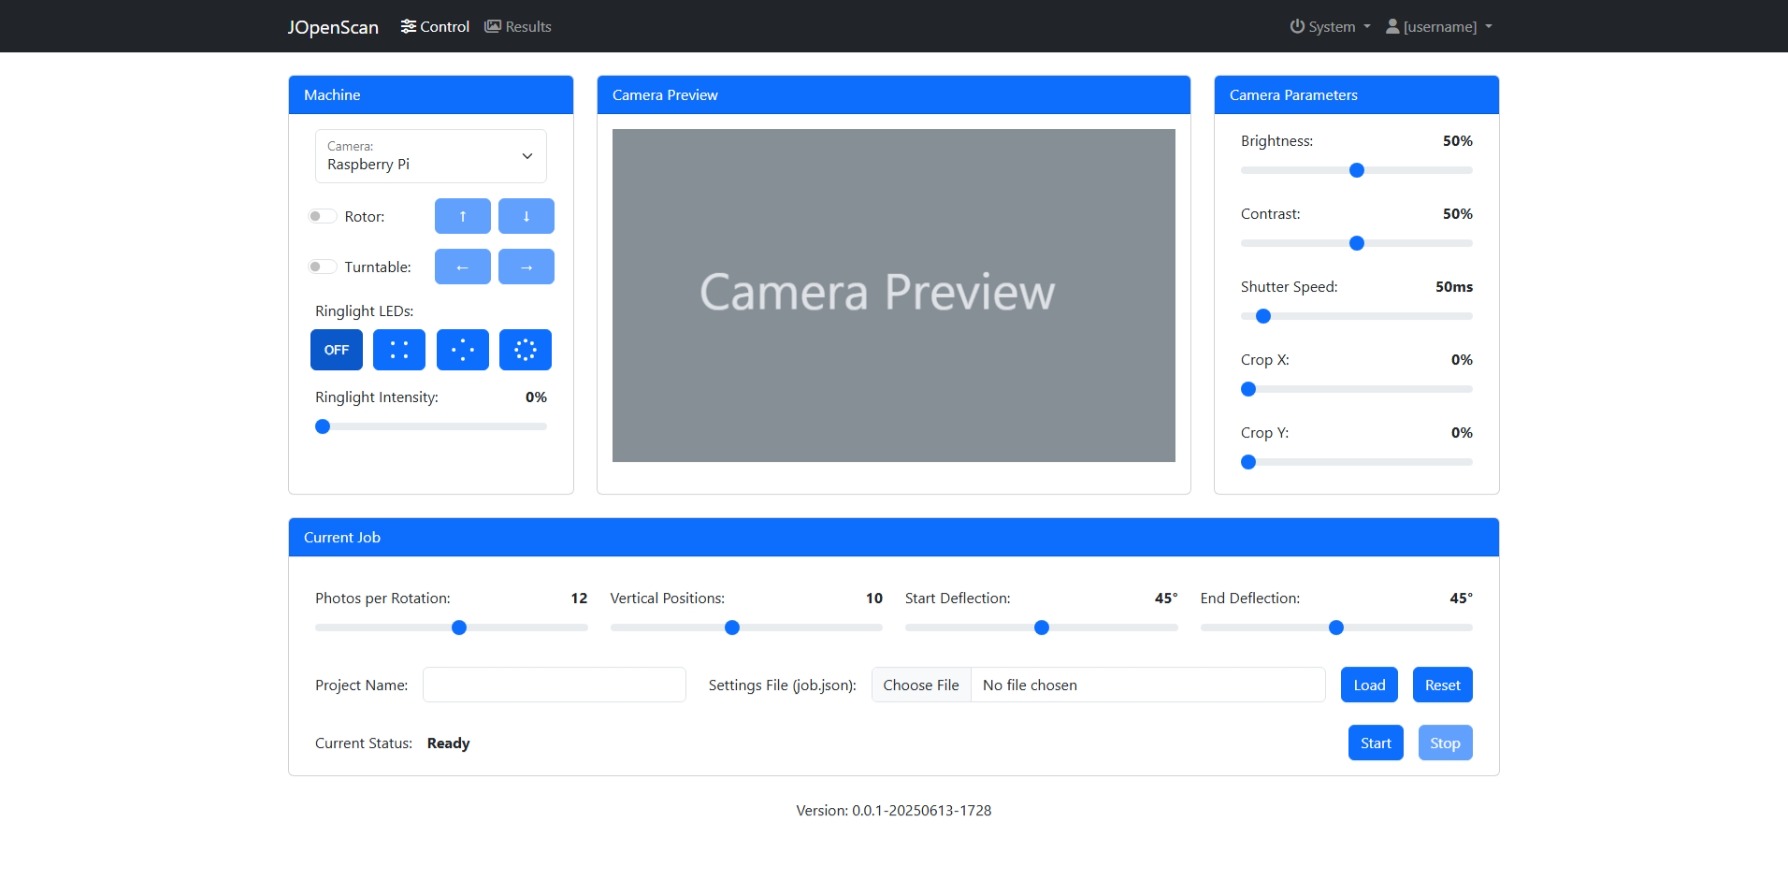 JOpenScan Control Results System [username]
Machine
Camera:
Raspberry Pi
Rotor: ↑ ↓
Turntable: ← →
Ringlight LEDs:
OFF
Ringlight Intensity: 0%
Camera Preview
Camera Preview
Camera Parameters
Brightness: 50%
Contrast: 50%
Shutter Speed: 50ms
Crop X: 0%
Crop Y: 0%
Current Job
Photos per Rotation: 12 Vertical Positions: 10 Start Deflection: 45° End Deflection: 45°
Project Name: Settings File (job.json): Choose File No file chosen Load Reset
Current Status: Ready Start Stop
Version: 0.0.1-20250613-1728